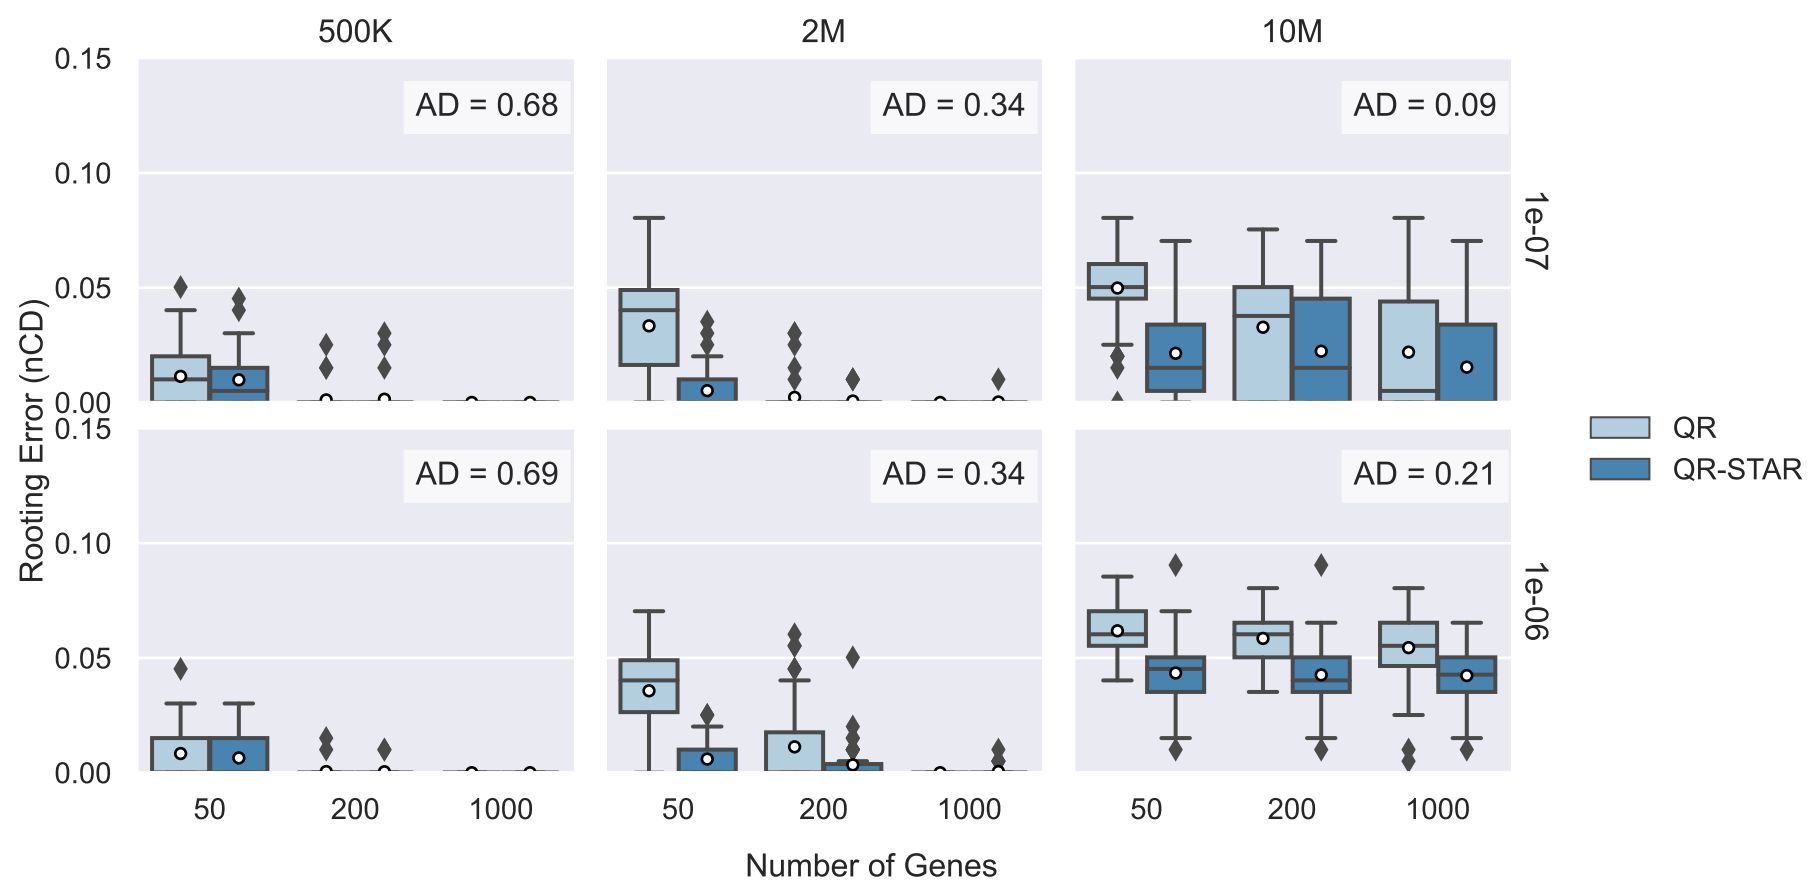 500K 2M 10M
0.15
AD = 0.68 AD = 0.34 AD = 0.09
0.10
0.05
0.00
1e-07
Rooting Error (nCD)
0.15
AD = 0.69 AD = 0.34 AD = 0.21
0.10
0.05
0.00
1e-06
QR
QR-STAR
50 200 1000 50 200 1000 50 200 1000
Number of Genes